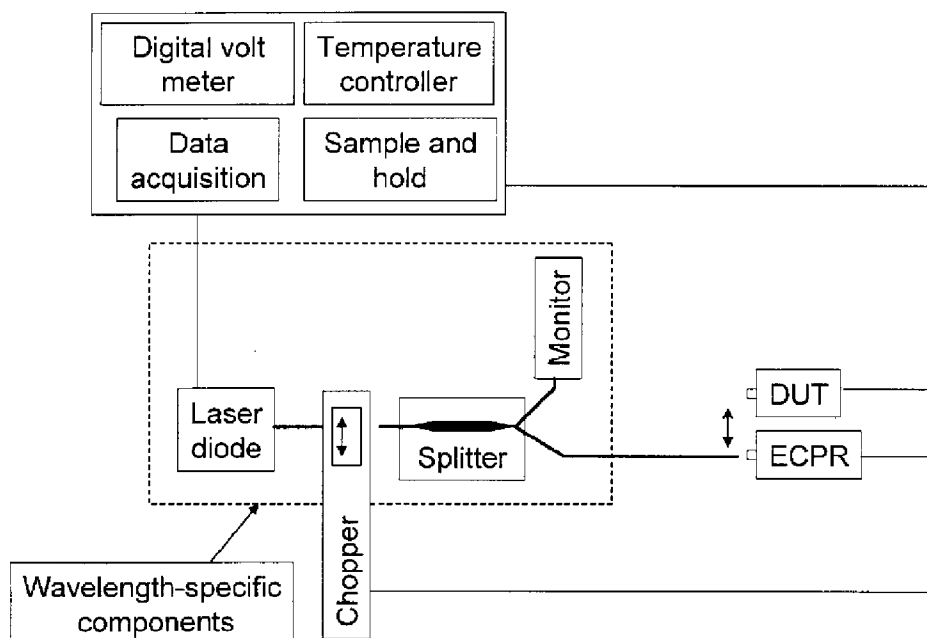 Digital volt
meter
Temperature
controller
Data
acquisition
Sample and
hold
Monitor
Laser
diode
Splitter
DUT
ECPR
Chopper
Wavelength-specific
components